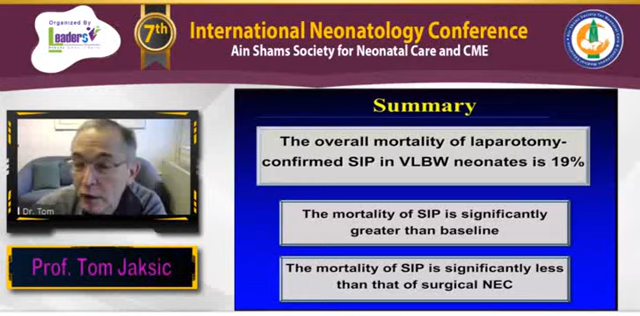 Organized By
Leaders
7th
International Neonatology Conference
Ain Shams Society for Neonatal Care and CME
Summary
The overall mortality of laparotomy-
confirmed SIP in VLBW neonates is 19%
The mortality of SIP is significantly
greater than baseline
The mortality of SIP is significantly less
than that of surgical NEC
Dr. Tom
Prof. Tom Jaksic